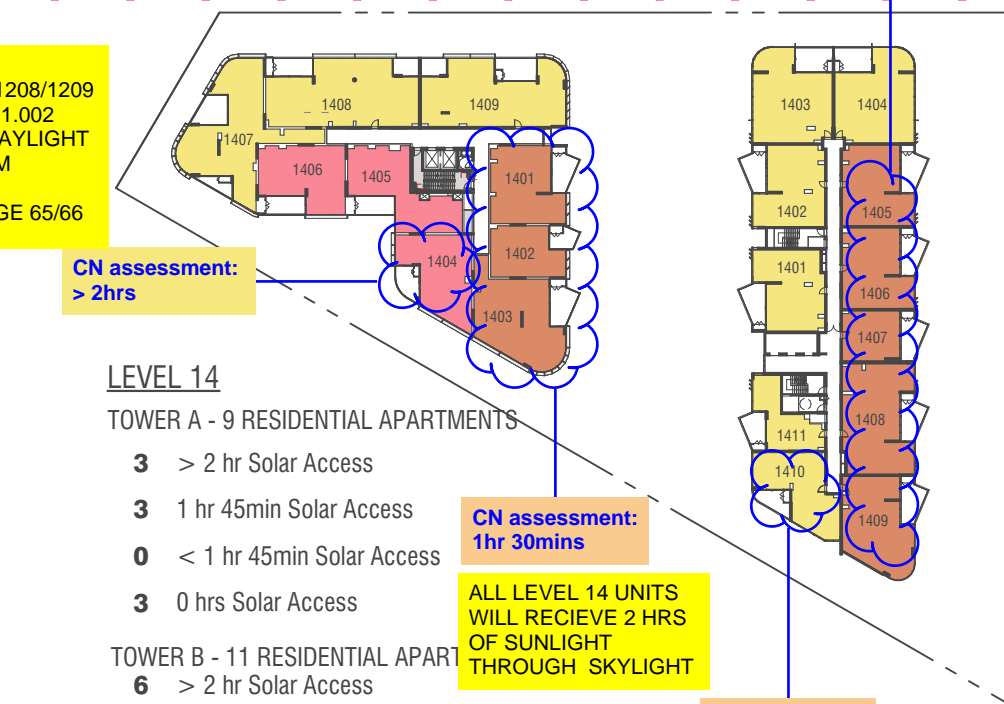 1208/1209
1.002
AYLIGHT
M
GE 65/66
CN assessment:
> 2hrs
1407
1408
1409
1406
1405
1404
1401
1402
1403
1403
1404
1402
1401
1405
1406
1407
1408
1411
1410
1409
LEVEL 14
TOWER A - 9 RESIDENTIAL APARTMENTS
3 > 2 hr Solar Access
3 1 hr 45min Solar Access
0 < 1 hr 45min Solar Access
3 0 hrs Solar Access
CN assessment:
1hr 30mins
ALL LEVEL 14 UNITS
WILL RECIEVE 2 HRS
OF SUNLIGHT
THROUGH SKYLIGHT
TOWER B - 11 RESIDENTIAL APART
6 > 2 hr Solar Access